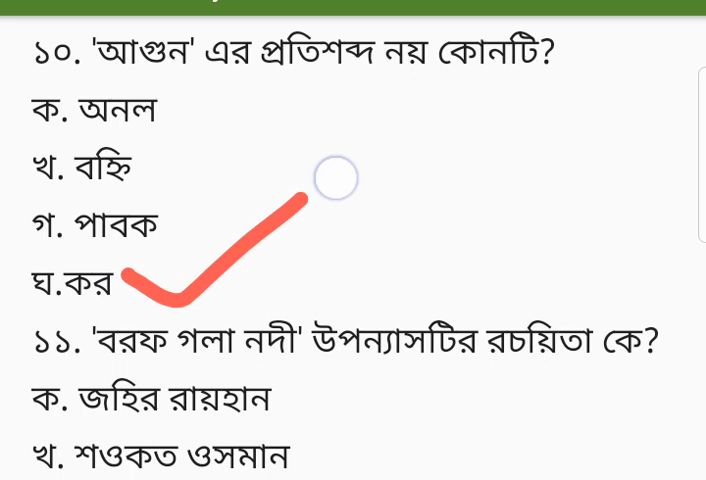 ১০. 'আগুন' এর প্রতিশব্দ নয় কোনটি?
ক. অনল
খ. বহ্নি
গ. পাবক
ঘ.কর
১১. 'বরফ গলা নদী' উপন্যাসটির রচয়িতা কে?
ক. জহির রায়হান
খ. শওকত ওসমান